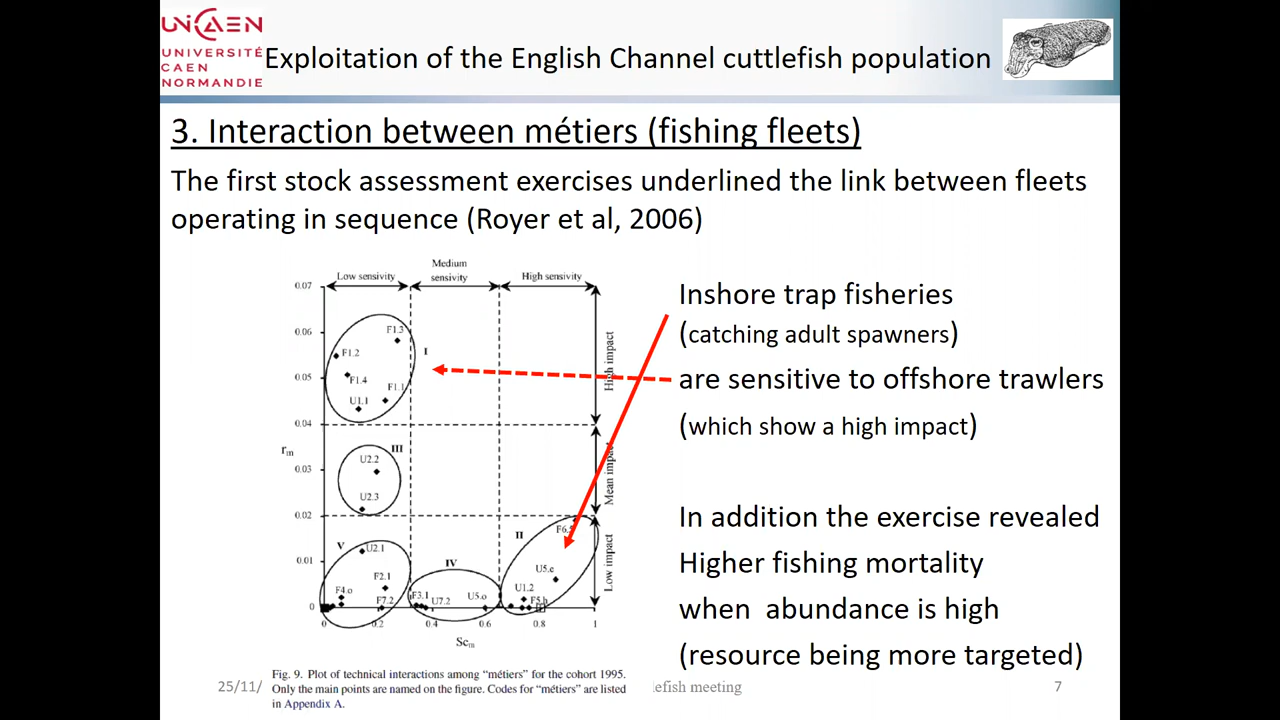 UNICAEN
UNIVERSITÉ
CAEN
NORMANDIE
Exploitation of the English Channel cuttlefish population
3. Interaction between métiers (fishing fleets)
The first stock assessment exercises underlined the link between fleets
operating in sequence (Royer et al, 2006)
Low sensivity
Medium
sensivity
High sensivity
0.07
0.06
0.05
0.04
0.03
0.02
0.01
0
rm
F1.3
F1.2
F1.4
F1.1
U1.1
I
III
U2.2
U2.3
V
U2.1
F2.1
F4.o
F7.2
IV
F3.1
U7.2
U5.o
II
U5.c
U1.2
F5.b
High impact
Mean impact
Low impact
0
0.2
0.4
0.6
0.8
1
Scm
Fig. 9. Plot of technical interactions among “métiers” for the cohort 1995.
Only the main points are named on the figure. Codes for “métiers” are listed
in Appendix A.
Inshore trap fisheries
(catching adult spawners)
are sensitive to offshore trawlers
(which show a high impact)
In addition the exercise revealed
Higher fishing mortality
when abundance is high
(resource being more targeted)
25/11/
lefish meeting
7